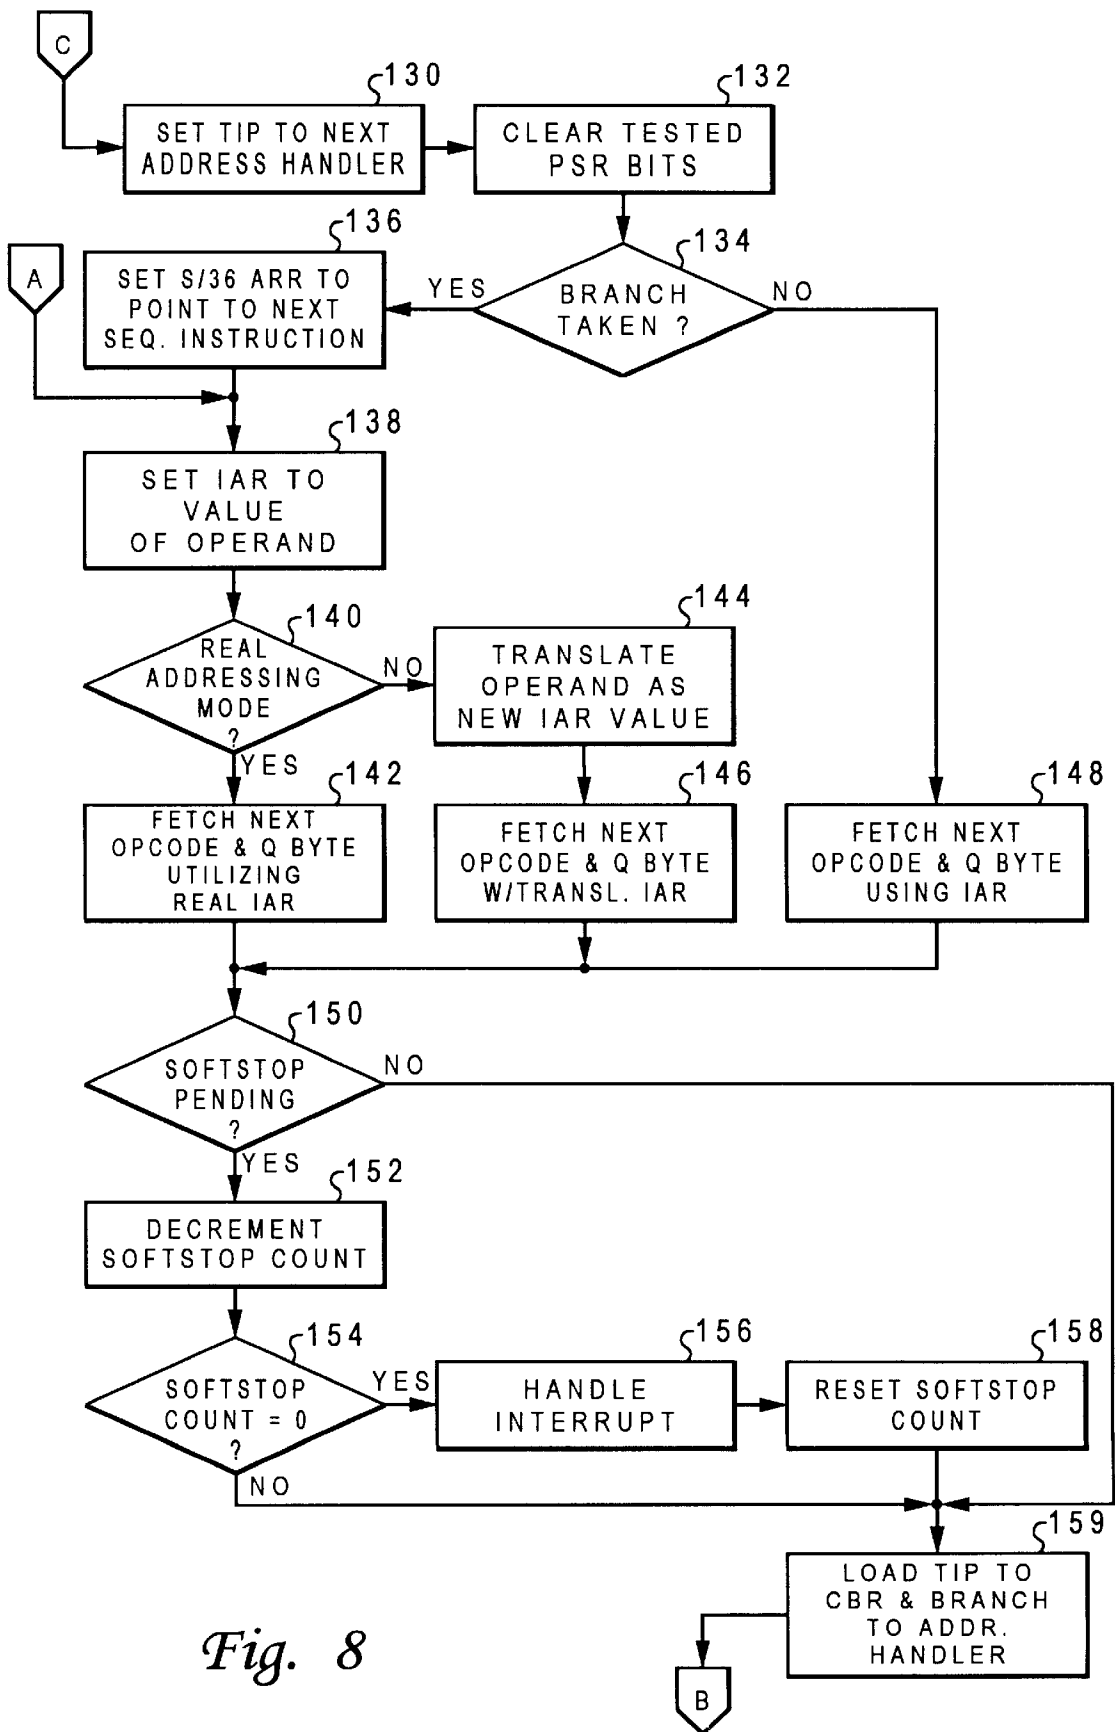 C
130
SET TIP TO NEXT
ADDRESS HANDLER
132
CLEAR TESTED
PSR BITS
134
BRANCH
TAKEN ?
YES
NO
136
SET S/36 ARR TO
POINT TO NEXT
SEQ. INSTRUCTION
A
138
SET IAR TO
VALUE
OF OPERAND
140
REAL
ADDRESSING
MODE
?
NO
YES
144
TRANSLATE
OPERAND AS
NEW IAR VALUE
142
FETCH NEXT
OPCODE & Q BYTE
UTILIZING
REAL IAR
146
FETCH NEXT
OPCODE & Q BYTE
W/TRANSL. IAR
148
FETCH NEXT
OPCODE & Q BYTE
USING IAR
150
SOFTSTOP
PENDING
?
NO
YES
152
DECREMENT
SOFTSTOP COUNT
154
SOFTSTOP
COUNT = 0
?
YES
NO
156
HANDLE
INTERRUPT
158
RESET SOFTSTOP
COUNT
159
LOAD TIP TO
CBR & BRANCH
TO ADDR.
HANDLER
B
Fig. 8